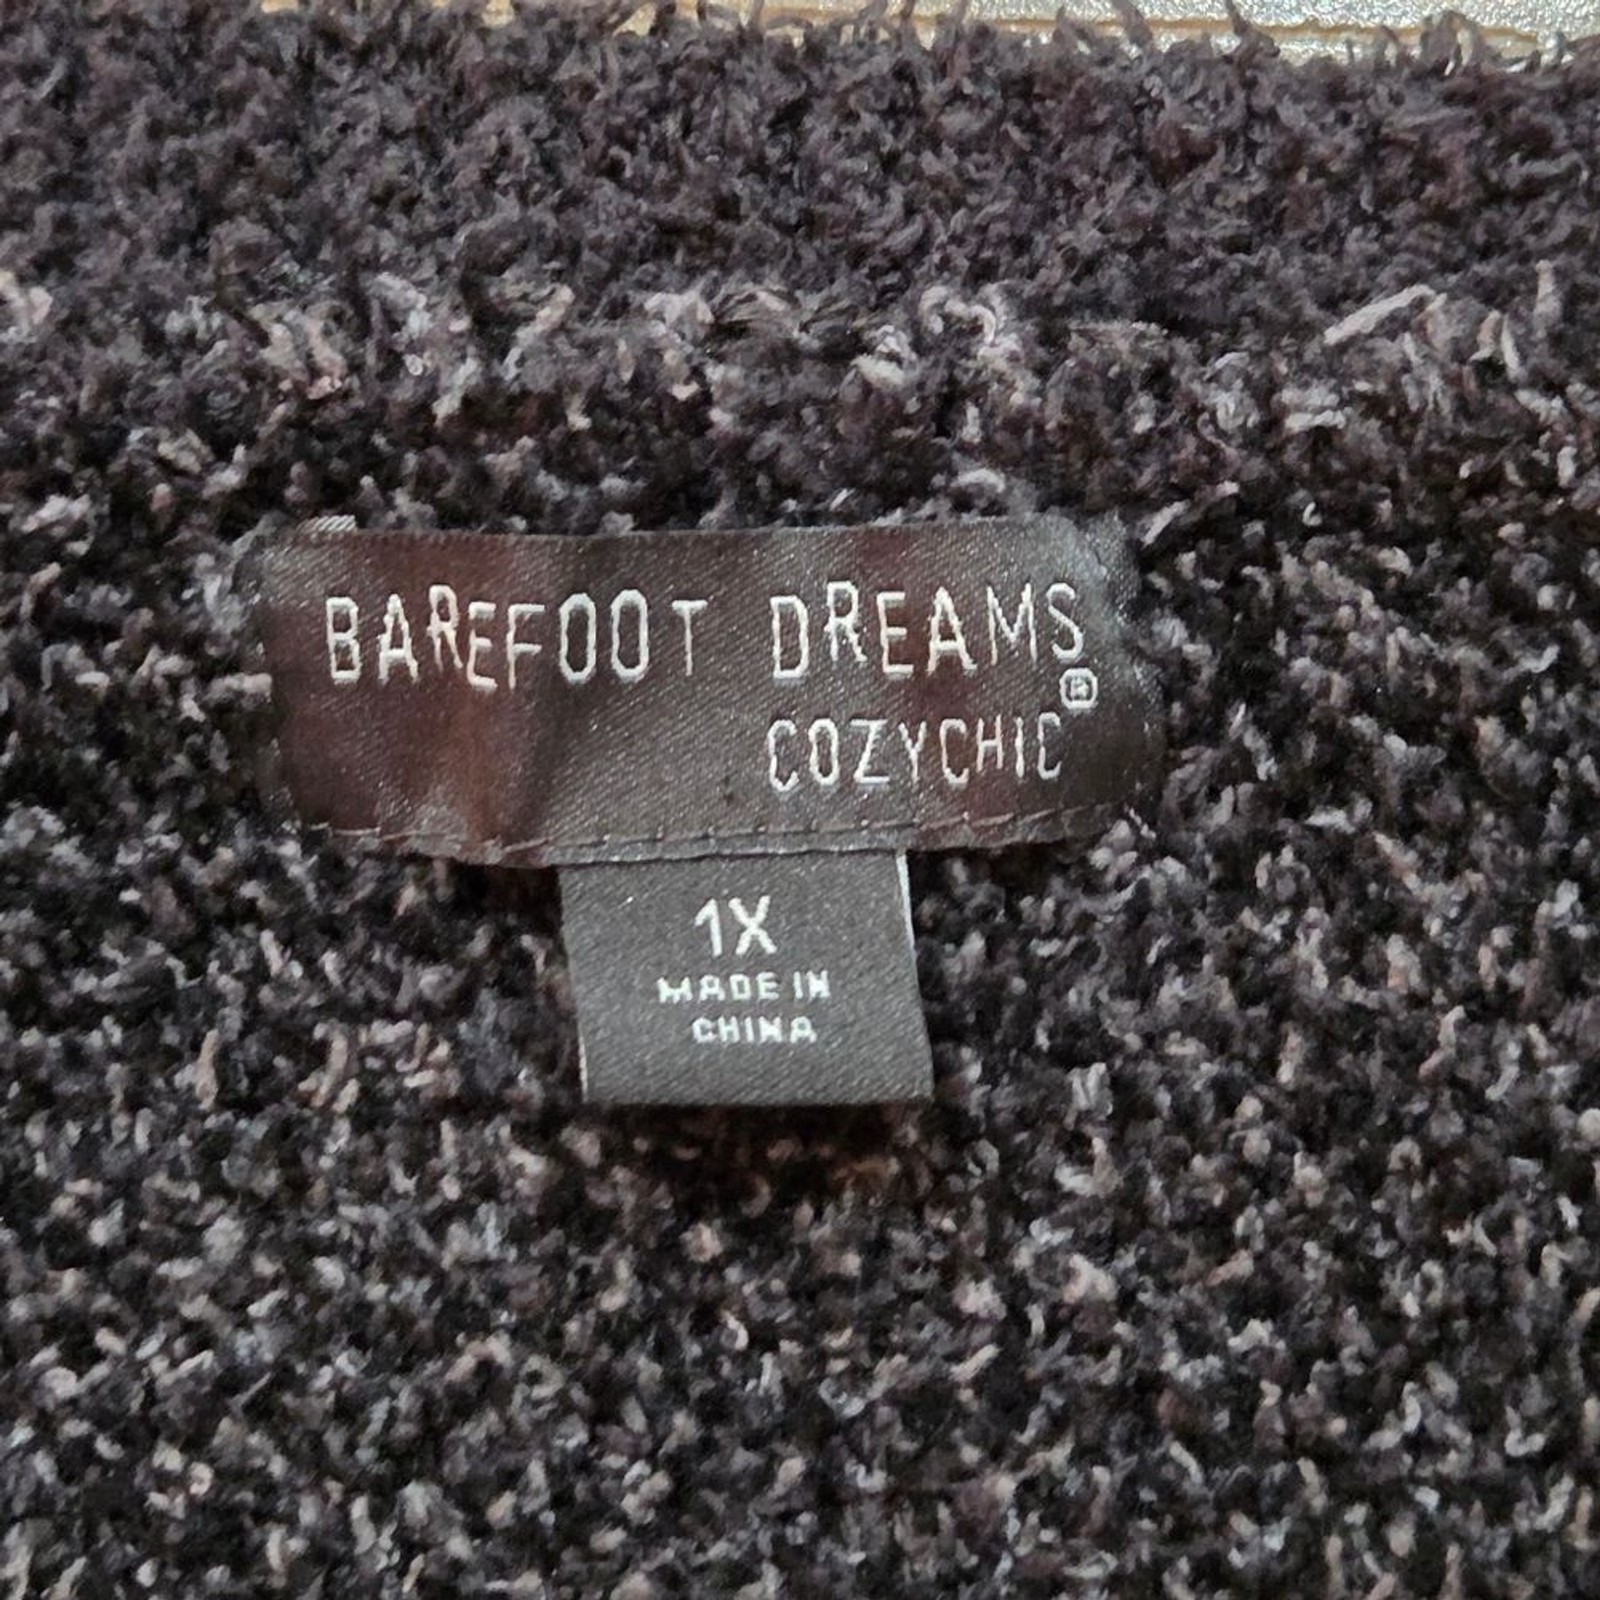 BAREFOOT DREAMS®
COZYCHIC
1X
MADE IN
CHINA